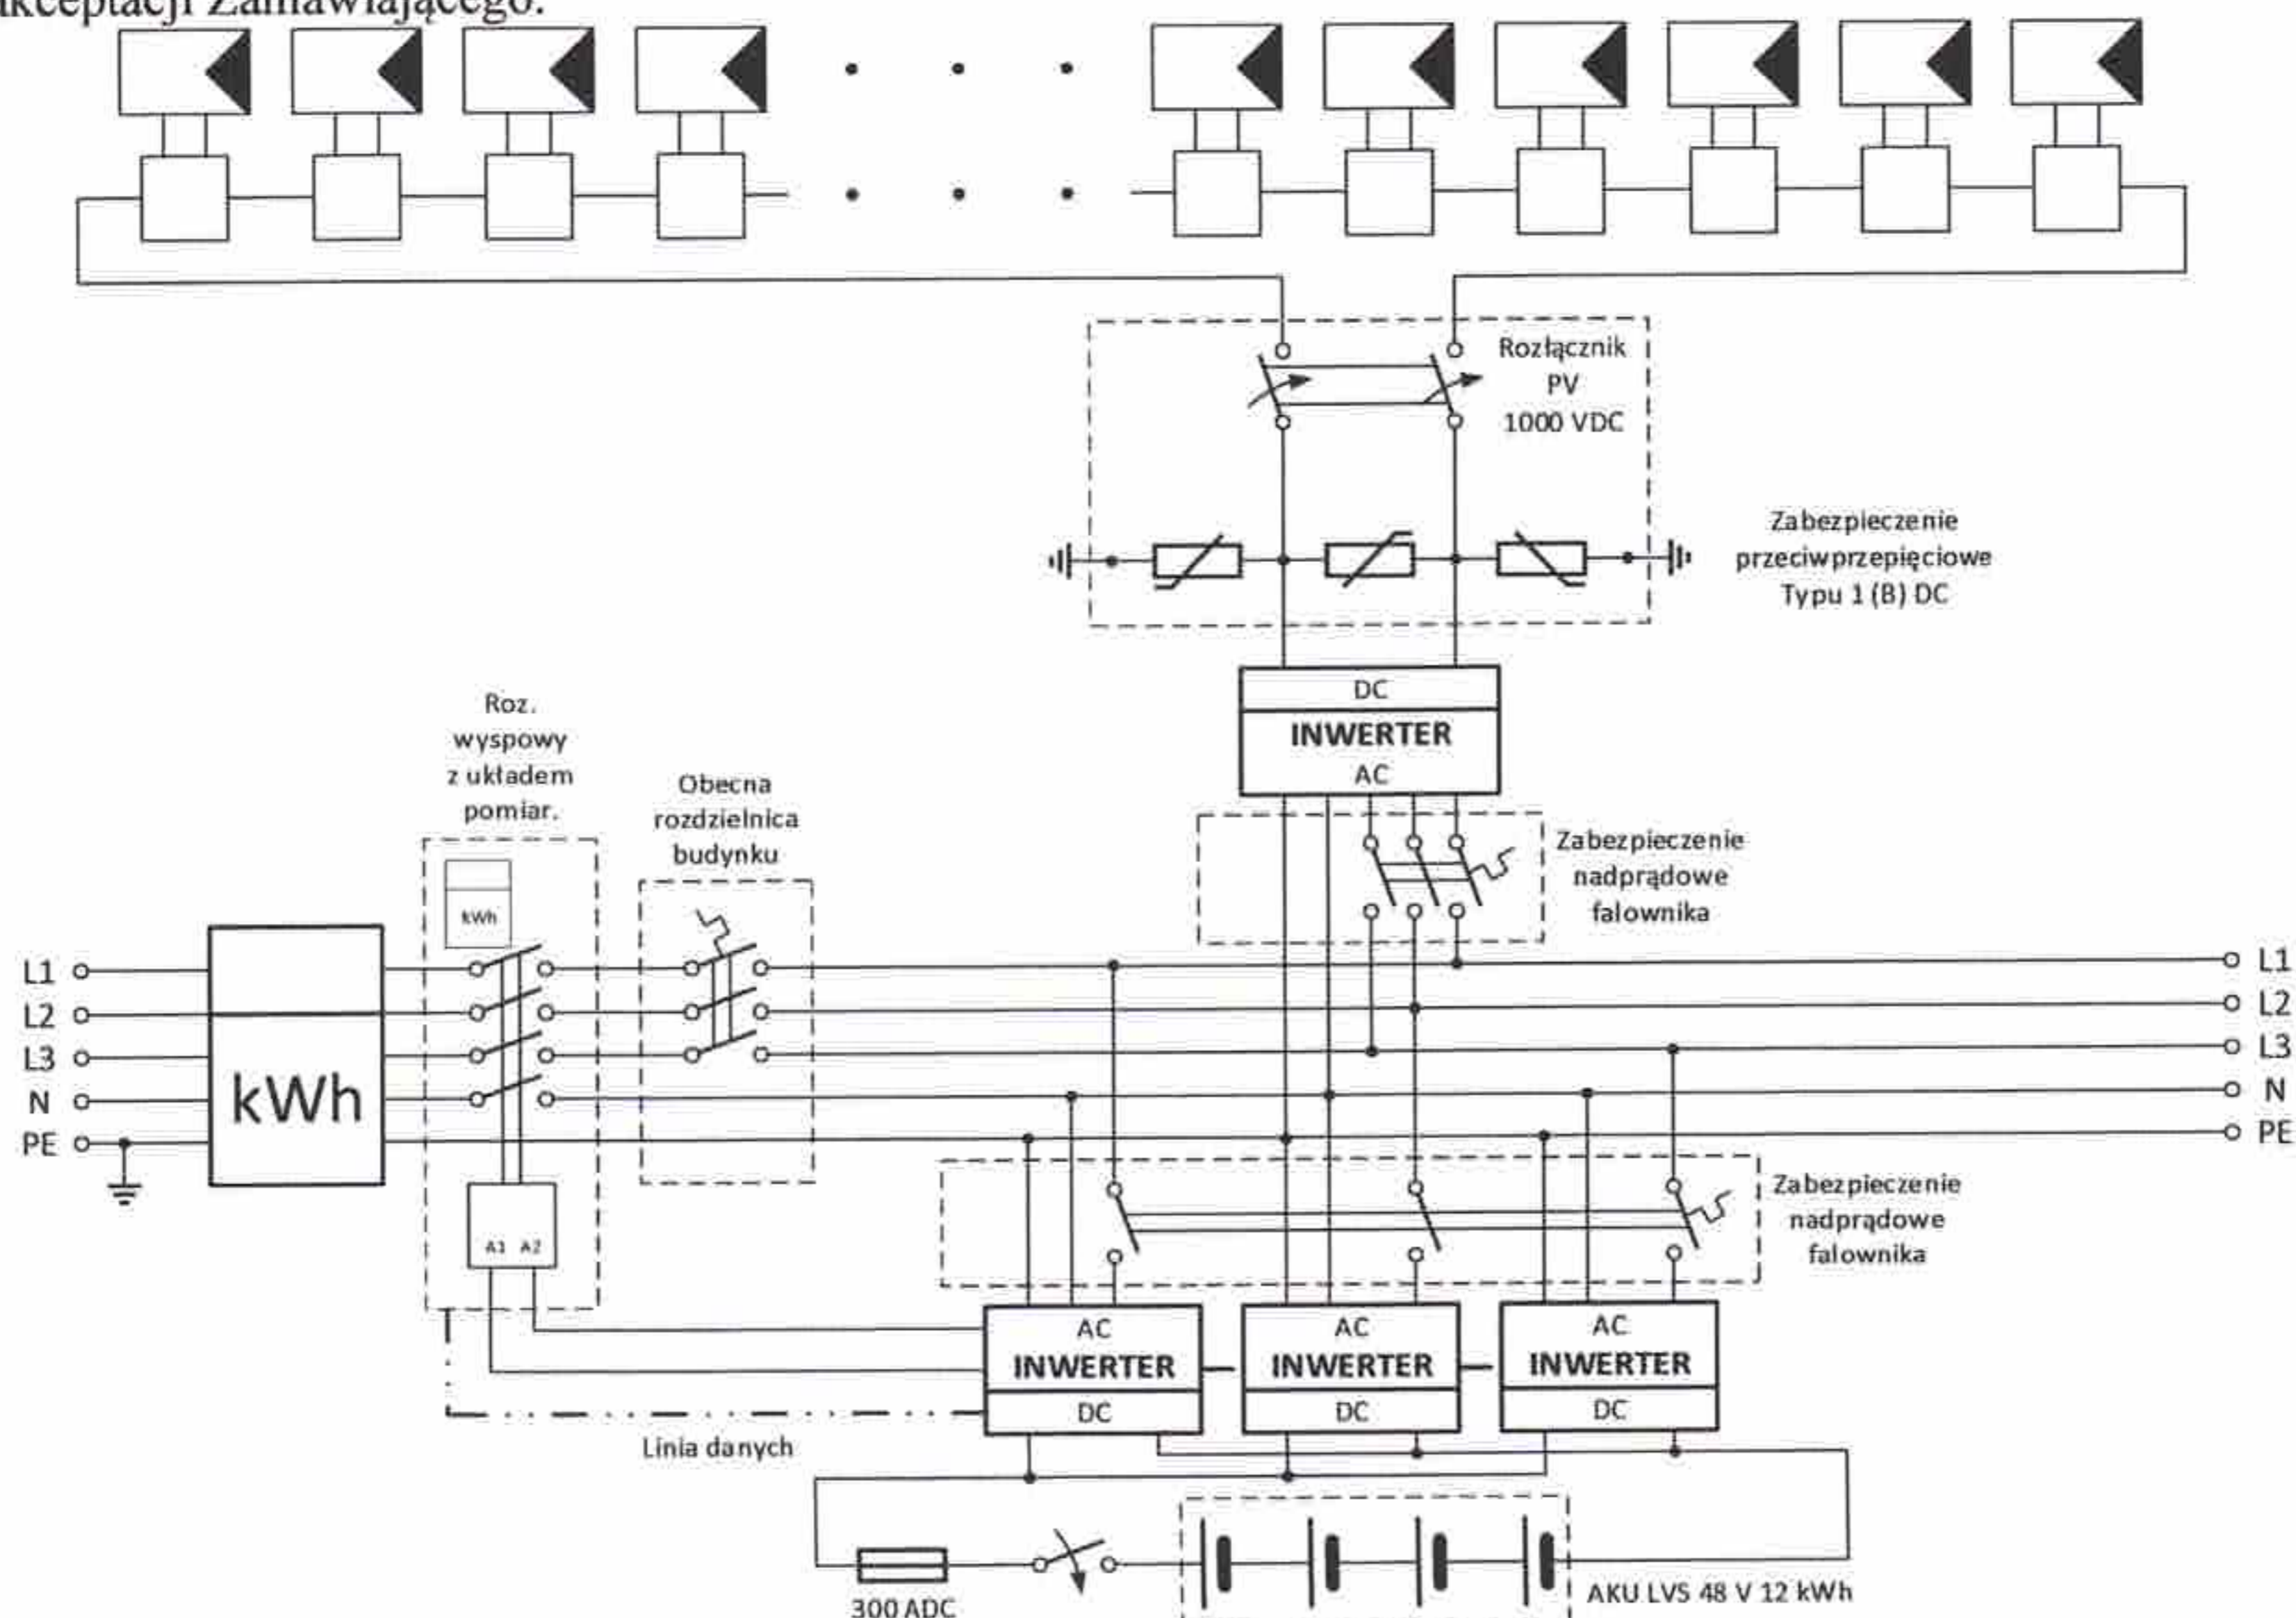 akceptacji Zamawiającego.
Rozłącznik
PV
1000 VDC
Zabezpieczenie
przeciwprzepięciowe
Typu 1 (B) DC
DC
INWERTER
AC
Roz.
wyspowy
z układem
pomiar.
Obecna
rozdzielnica
budynku
Zabezpieczenie
nadprądowe
falownika
kWh
L1
L2
L3
N
PE
kWh
L1
L2
L3
N
PE
Zabezpieczenie
nadprądowe
falownika
A1 A2
AC
INWERTER
DC
AC
INWERTER
DC
AC
INWERTER
DC
Linia danych
300 ADC
AKU LVS 48 V 12 kWh